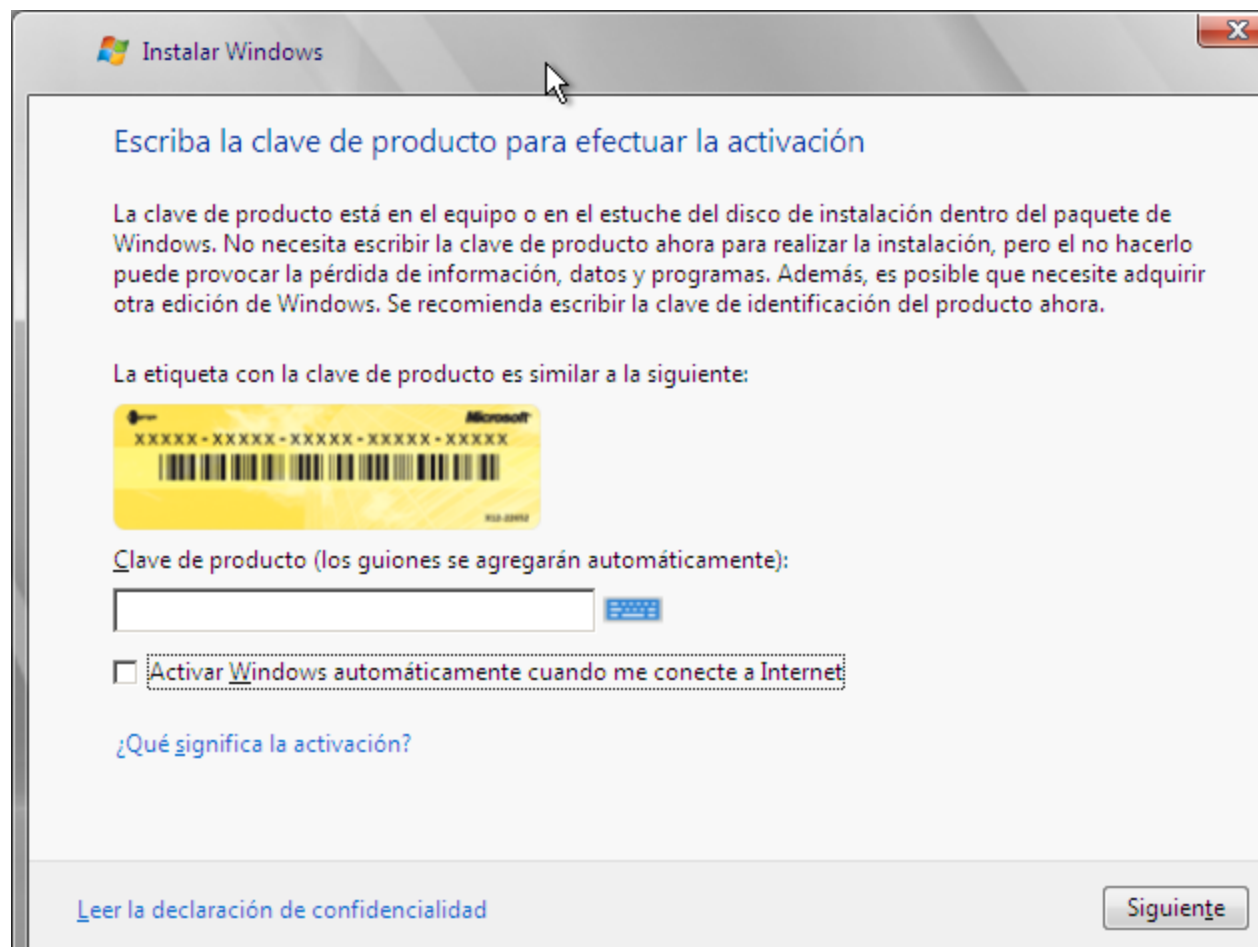 Instalar Windows
Escriba la clave de producto para efectuar la activación
La clave de producto está en el equipo o en el estuche del disco de instalación dentro del paquete de
Windows. No necesita escribir la clave de producto ahora para realizar la instalación, pero el no hacerlo
puede provocar la pérdida de información, datos y programas. Además, es posible que necesite adquirir
otra edición de Windows. Se recomienda escribir la clave de identificación del producto ahora.
La etiqueta con la clave de producto es similar a la siguiente:
Microsoft
XXXXX-XXXXX-XXXXX-XXXXX-XXXXX
Clave de producto (los guiones se agregarán automáticamente):
Activar Windows automáticamente cuando me conecte a Internet
¿Qué significa la activación?
Leer la declaración de confidencialidad
Siguiente